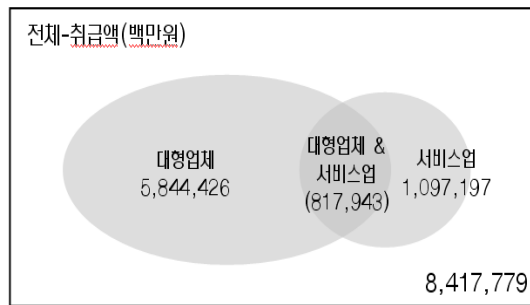 전체-취급액(백만원)
대형업체
5,844,426
대형업체 &
서비스업
(817,943)
서비스업
1,097,197
8,417,779